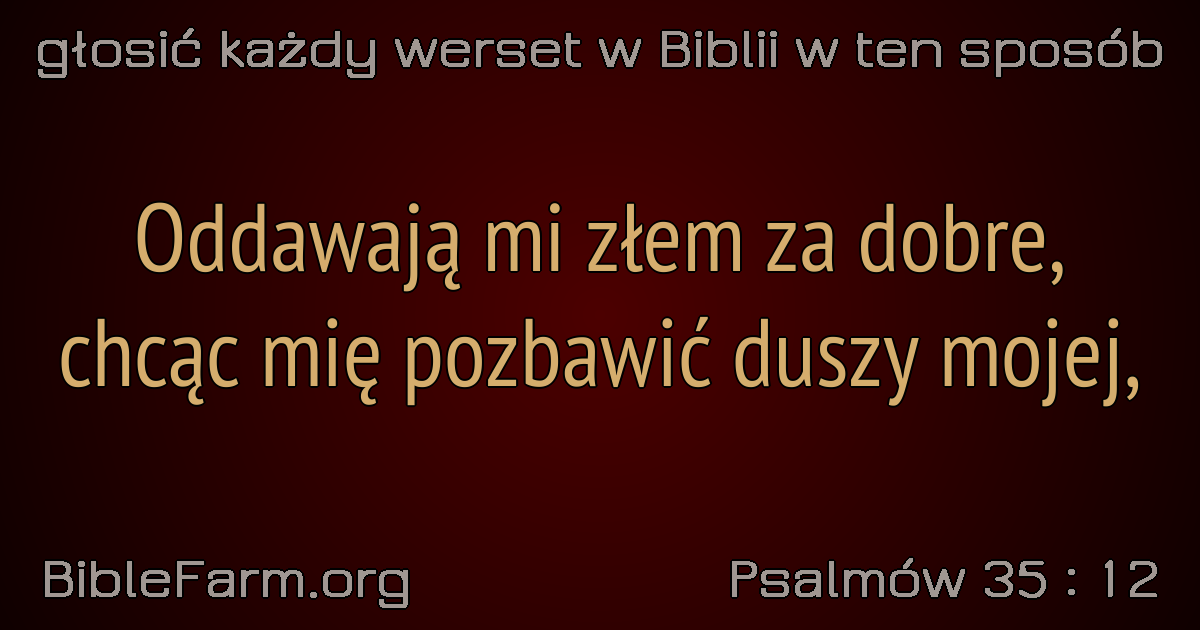 głosić każdy werset w Biblii w ten sposób
Oddawają mi złem za dobre,
chcąc mię pozbawić duszy mojej,
BibleFarm.org
Psalmów 35 : 12